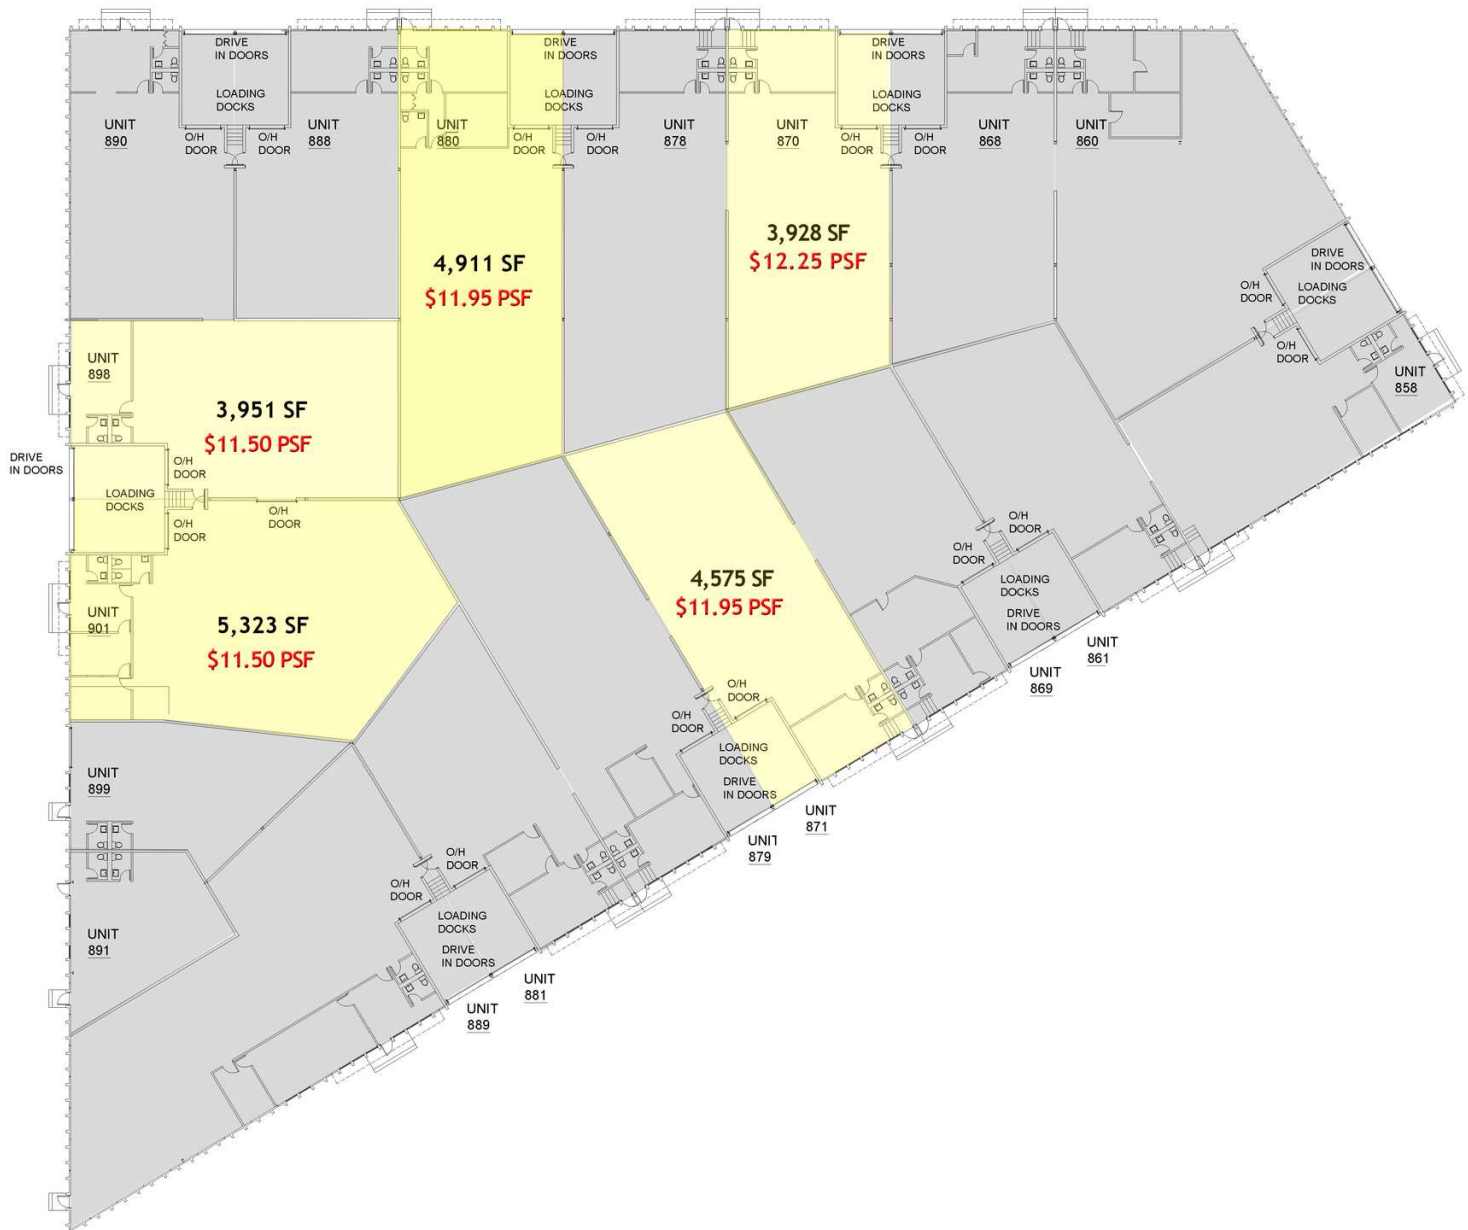 DRIVE
IN DOORS
LOADING
DOCKS
UNIT
890
O/H
DOOR
O/H
DOOR
UNIT
888
DRIVE
IN DOORS
LOADING
DOCKS
UNIT
880
O/H
DOOR
O/H
DOOR
UNIT
878
DRIVE
IN DOORS
LOADING
DOCKS
UNIT
870
O/H
DOOR
O/H
DOOR
UNIT
868
UNIT
860
4,911 SF
$11.95 PSF
3,928 SF
$12.25 PSF
DRIVE
IN DOORS
LOADING
DOCKS
O/H
DOOR
O/H
DOOR
UNIT
858
UNIT
898
3,951 SF
$11.50 PSF
DRIVE
IN DOORS
O/H
DOOR
LOADING
DOCKS
O/H
DOOR
O/H
DOOR
UNIT
901
5,323 SF
$11.50 PSF
4,575 SF
$11.95 PSF
O/H
DOOR
O/H
DOOR
LOADING
DOCKS
DRIVE
IN DOORS
UNIT
861
UNIT
869
O/H
DOOR
O/H
DOOR
LOADING
DOCKS
DRIVE
IN DOORS
UNIT
871
UNIT
879
UNIT
899
O/H
DOOR
O/H
DOOR
LOADING
DOCKS
DRIVE
IN DOORS
UNIT
891
UNIT
881
UNIT
889